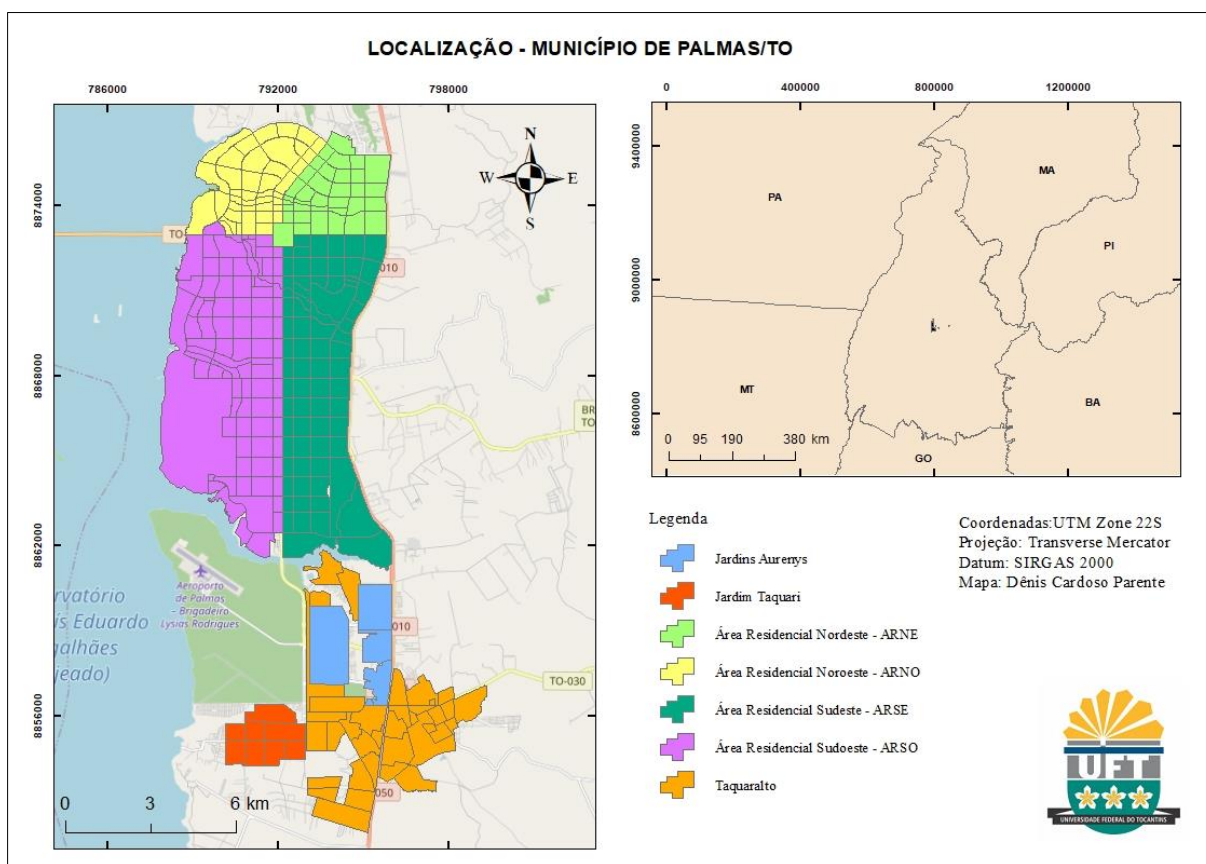 LOCALIZAÇÃO - MUNICÍPIO DE PALMAS/TO
786000
792000
798000
8874000
8868000
8862000
8856000
N
W
E
S
TO-
010
BR
TO
Aeroporto
de Palmas
- Brigadeiro
Lysias Rodrigues
rvatório
ís Eduardo
galhães
jeado)
010
TO-030
050
0
3
6 km
0
400000
800000
1200000
9400000
9000000
8600000
PA
MA
PI
MT
BA
GO
0
95
190
380 km
Legenda
Jardins Aurenys
Jardim Taquari
Área Residencial Nordeste - ARNE
Área Residencial Noroeste - ARNO
Área Residencial Sudeste - ARSE
Área Residencial Sudoeste - ARSO
Taquaralto
Coordenadas:UTM Zone 22S
Projeção: Transverse Mercator
Datum: SIRGAS 2000
Mapa: Dênis Cardoso Parente
UFT
UNIVERSIDADE FEDERAL DO TOCANTINS